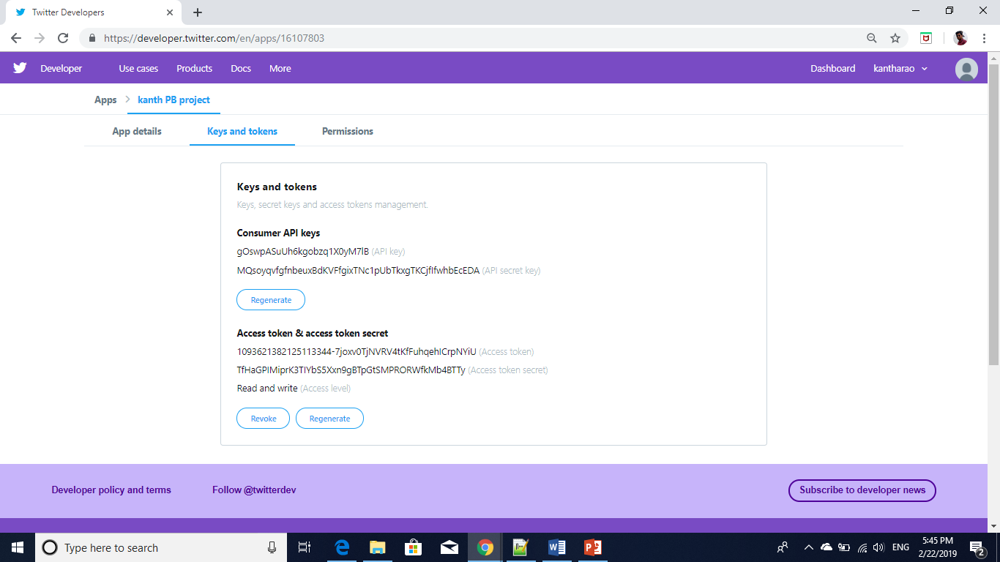 Twitter Developers
https://developer.twitter.com/en/apps/16107803
Developer Use cases Products Docs More Dashboard kantharao
Apps kanth PB project
App details Keys and tokens Permissions
Keys and tokens
Keys, secret keys and access tokens management.
Consumer API keys
gOswpASuUh6kgobzq1X0yM7lB (API key)
MQsoyqvfgfnbeuxBdKVFfgixTNc1pUbTkxgTKCjfIfwhbEcEDA (API secret key)
Regenerate
Access token & access token secret
1093621382125113344-7joxv0TjNVRV4tKfFuhqehICrpNYiU (Access token)
TfHaGPIMiprK3TIYbS5Xxn9gBTpGtSMPRORWfkMb4BTTy (Access token secret)
Read and write (Access level)
Revoke Regenerate
Developer policy and terms Follow @twitterdev Subscribe to developer news
Type here to search ENG 5:45 PM
2/22/2019 2